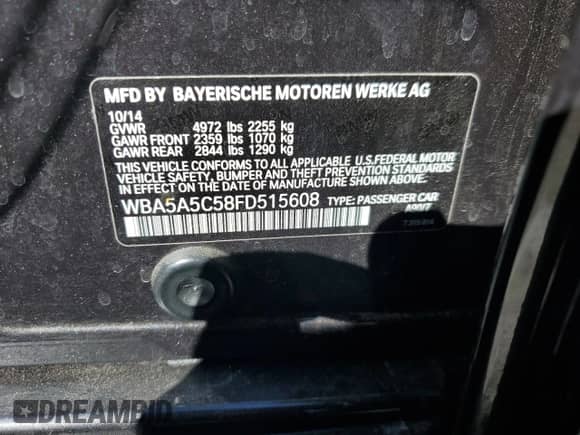 MFD BY BAYERISCHE MOTOREN WERKE AG
10/14
GVWR 4972 lbs 2255 kg
GAWR FRONT 2359 lbs 1070 kg
GAWR REAR 2844 lbs 1290 kg
THIS VEHICLE CONFORMS TO ALL APPLICABLE U.S.FEDERAL MOTOR
VEHICLE SAFETY, BUMPER AND THEFT PREVENTION STANDARDS
IN EFFECT ON THE DATE OF MANUFACTURE SHOWN ABOVE.
WBA5A5C58FD515608 TYPE: PASSENGER CAR
DREAMBID